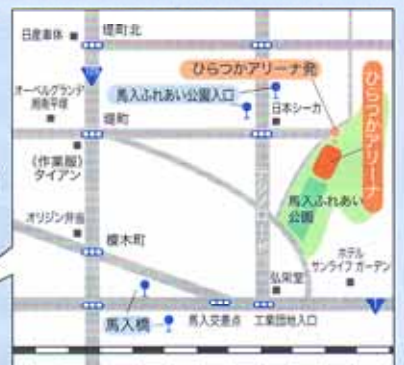 堤町北
日産車体
ひらつかアリーナ発
馬入ふれあい公園入口
オーベルグランデ
湘南平塚
日本シーカ
堤町
ひらつかアリーナ
(作業服)
タイアン
馬入ふれあい
公園
オリジン弁当
榎木町
ホテル
サンライフ ガーデン
弘栄堂
馬入橋
馬入交差点
工業団地入口
1